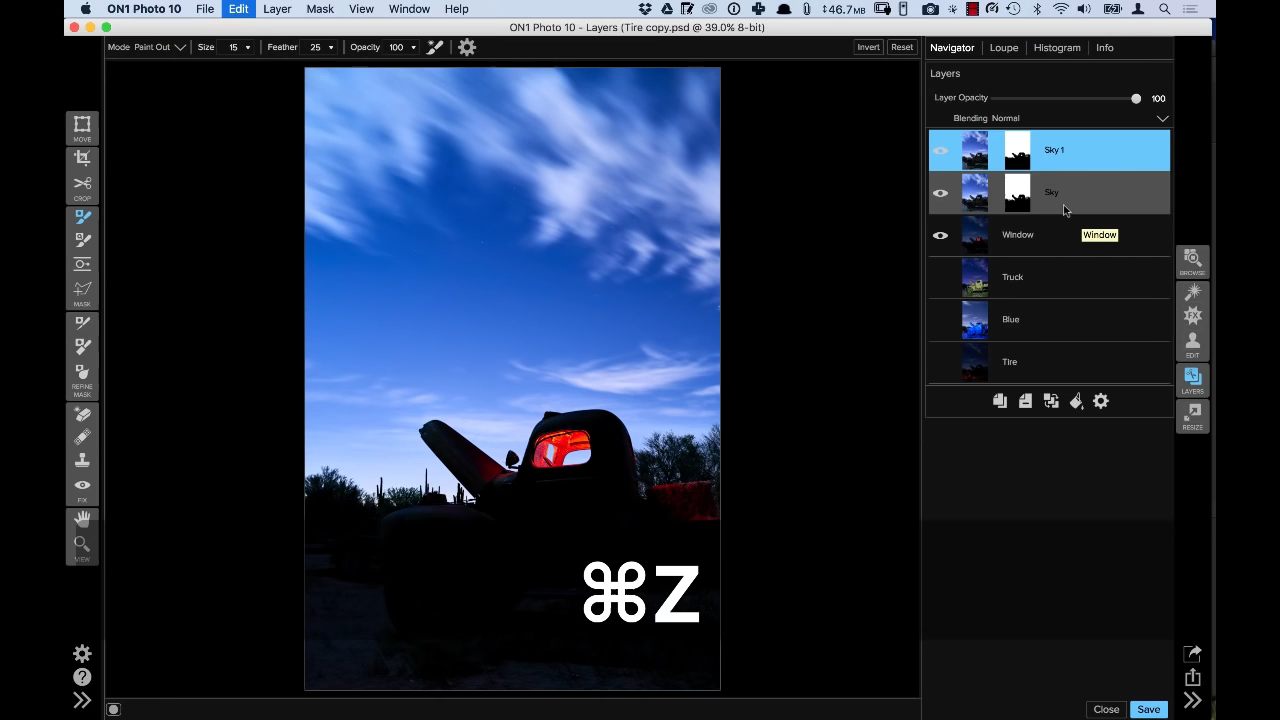 ON1 Photo 10 File Edit Layer Mask View Window Help 46.7MB
ON1 Photo 10 - Layers (Tire copy.psd @ 39.0% 8-bit)
Mode Paint Out Size 15 Feather 25 Opacity 100 Invert Reset
Navigator Loupe Histogram Info
Layers
Layer Opacity 100
Blending Normal
Sky 1
Sky
Window Window
Truck
Blue
Tire
MOVE
CROP
MASK
REFINE
MASK
FIX
VIEW
BROWSE
FX
EDIT
LAYERS
RESIZE
⌘Z
Close Save